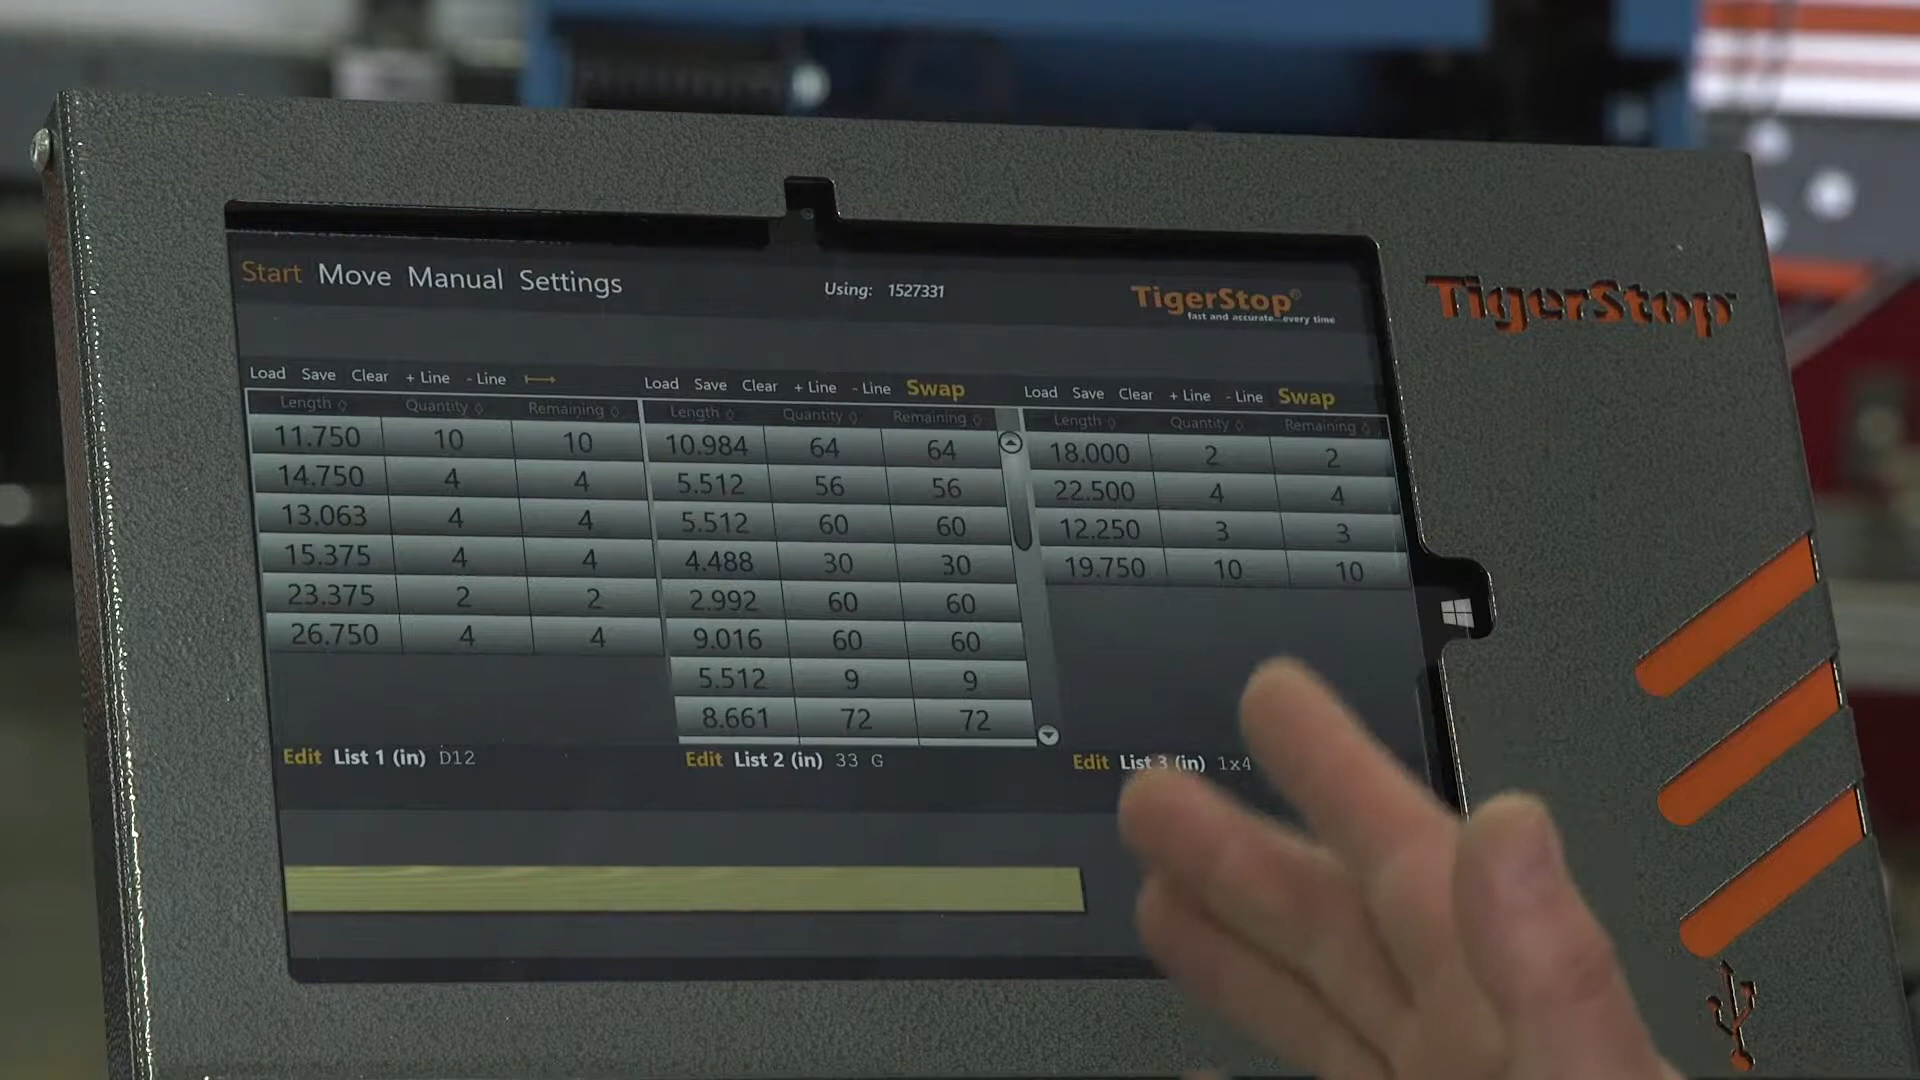 Start Move Manual Settings Using: 1527331 TigerStop®
fast and accurate...every time
TigerStop
Load Save Clear + Line - Line
Length Quantity Remaining
11.750 10 10
14.750 4 4
13.063 4 4
15.375 4 4
23.375 2 2
26.750 4 4
Edit List 1 (in) D12
Load Save Clear + Line - Line Swap
Length Quantity Remaining
10.984 64 64
5.512 56 56
5.512 60 60
4.488 30 30
2.992 60 60
9.016 60 60
5.512 9 9
8.661 72 72
Edit List 2 (in) 33 G
Load Save Clear + Line - Line Swap
Length Quantity Remaining
18.000 2 2
22.500 4 4
12.250 3 3
19.750 10 10
Edit List 3 (in) 1x4